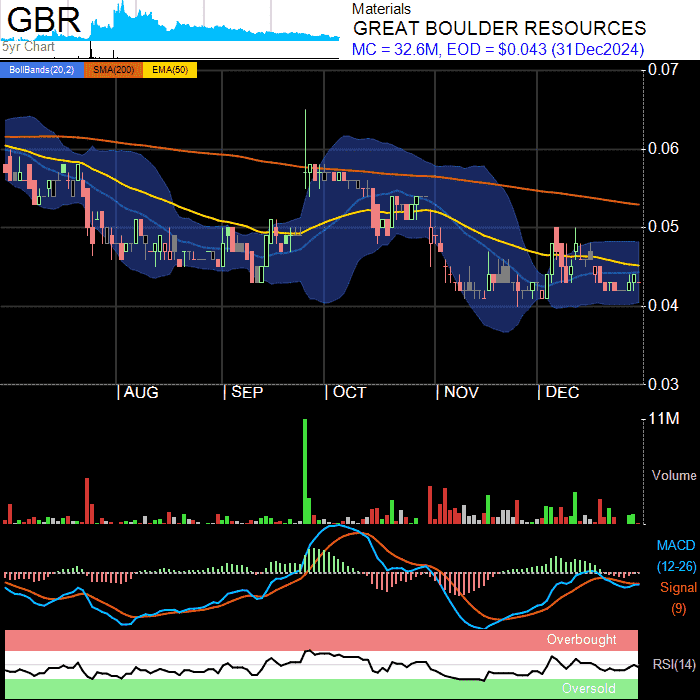 GBR
5yr Chart
Materials
GREAT BOULDER RESOURCES
MC = 32.6M, EOD = $0.043 (31Dec2024)
BollBands(20,2) SMA(200) EMA(50)
0.07
0.06
0.05
0.04
0.03
AUG SEP OCT NOV DEC
11M
Volume
MACD
(12-26)
Signal
(9)
Overbought
RSI(14)
Oversold